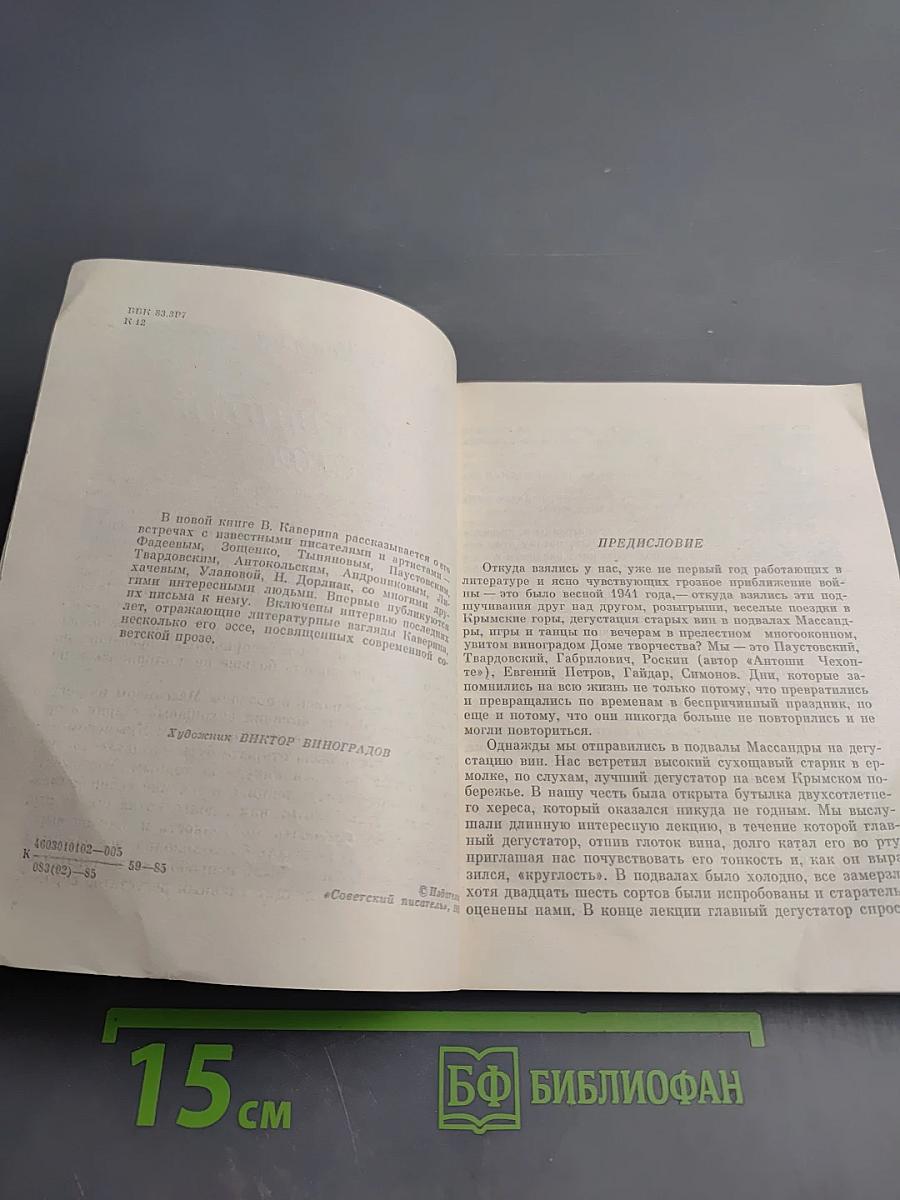 ББК 83.3Р7
К 12
В новой книге В. Каверина рассказывается о его
встречах с известными писателями и артистами —
Фадеевым, Зощенко, Тыняновым, Паустовским,
Твардовским, Антокольским, Андрониковым, Ли-
хачевым, Улановой, Н. Дорлиак, со многими дру-
гими интересными людьми. Впервые публикуются
их письма к нему. Включены интервью последних
лет, отражающие литературные взгляды Каверина,
несколько его эссе, посвященных современной со-
ветской прозе.
Художник ВИКТОР ВИНОГРАДОВ
К 4603010102—005
083(02)—85 59—85
© Издател
«Советский писатель»,
ПРЕДИСЛОВИЕ
Откуда взялись у нас, уже не первый год работающих в
литературе и ясно чувствующих грозное приближение вой-
ны — это было весной 1941 года,— откуда взялись эти под-
шучивания друг над другом, розыгрыши, веселые поездки в
Крымские горы, дегустация старых вин в подвалах Массанд-
ры, игры и танцы по вечерам в прелестном многооконном,
увитом виноградом Доме творчества? Мы — это Паустовский,
Твардовский, Габрилович, Роскин (автор «Антоши Чехон-
те»), Евгений Петров, Гайдар, Симонов. Дни, которые за-
помнились на всю жизнь не только потому, что превратились
и превращались по временам в беспричинный праздник, но
еще и потому, что они никогда больше не повторились и не
могли повториться.
Однажды мы отправились в подвалы Массандры на дегу-
стацию вин. Нас встретил высокий сухощавый старик в ер-
молке, по слухам, лучший дегустатор на всем Крымском по-
бережье. В нашу честь была открыта бутылка двухсотлетне-
го хереса, который оказался никуда не годным. Мы выслу-
шали длинную интересную лекцию, в течение которой глав-
ный дегустатор, отпив глоток вина, долго катал его во рту
приглашая нас почувствовать его тонкость и, как он выра
зился, «круглость». В подвалах было холодно, все замерзл
хотя двадцать шесть сортов были испробованы и старатель
оценены нами. В конце лекции главный дегустатор спрос
15 см
БФ БИБЛИОФАН